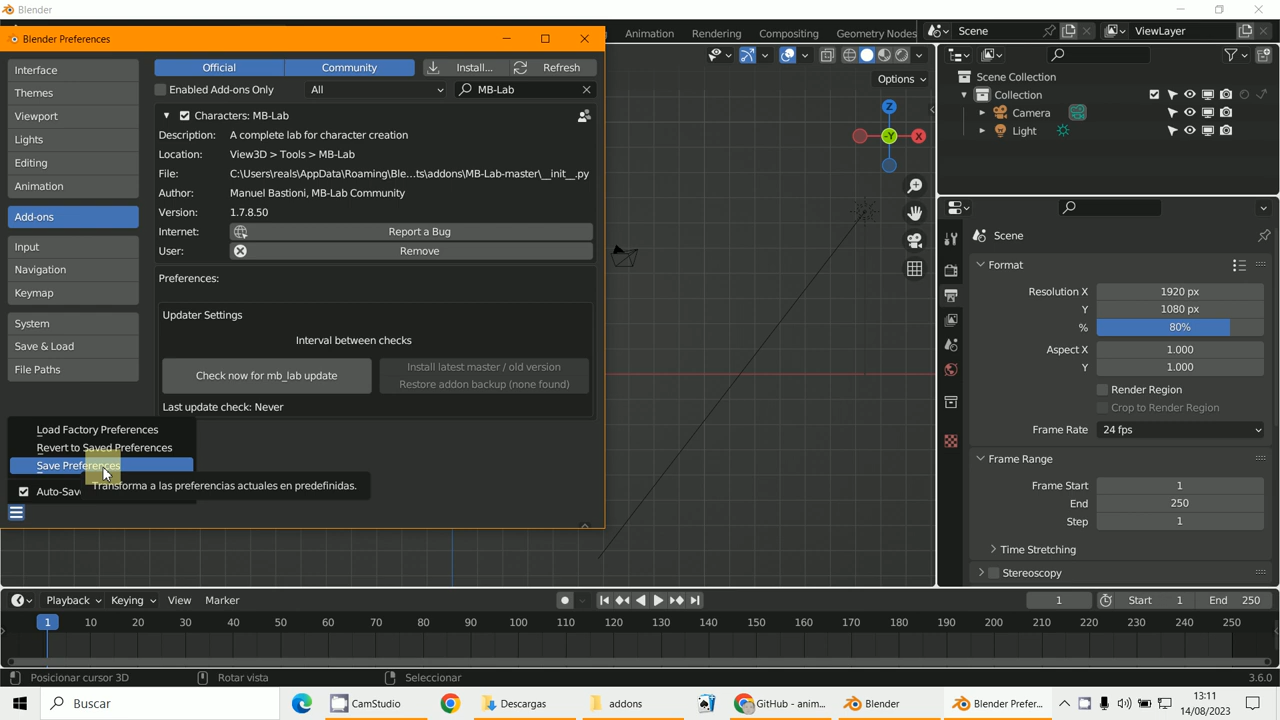 Blender
Blender Preferences
Animation
Rendering
Compositing
Geometry Nodes
Scene
ViewLayer
Interface
Themes
Viewport
Lights
Editing
Animation
Add-ons
Input
Navigation
Keymap
System
Save & Load
File Paths
Official
Community
Install...
Refresh
Enabled Add-ons Only
All
MB-Lab
Characters: MB-Lab
Description: A complete lab for character creation
Location: View3D > Tools > MB-Lab
File: C:\Users\reals\AppData\Roaming\Ble...ts\addons\MB-Lab-master\__init__.py
Author: Manuel Bastioni, MB-Lab Community
Version: 1.7.8.50
Internet: Report a Bug
User: Remove
Preferences:
Updater Settings
Interval between checks
Check now for mb_lab update
Install latest master / old version
Restore addon backup (none found)
Last update check: Never
Load Factory Preferences
Revert to Saved Preferences
Save Preferences
Auto-Sav
Transforma a las preferencias actuales en predefinidas.
Options
Z
-Y
X
Scene Collection
Collection
Camera
Light
Scene
Format
Resolution X 1920 px
Y 1080 px
% 80%
Aspect X 1.000
Y 1.000
Render Region
Crop to Render Region
Frame Rate 24 fps
Frame Range
Frame Start 1
End 250
Step 1
Time Stretching
Stereoscopy
Playback
Keying
View
Marker
1
Start 1
End 250
1 10 20 30 40 50 60 70 80 90 100 110 120 130 140 150 160 170 180 190 200 210 220 230 240 250
Posicionar cursor 3D
Rotar vista
Seleccionar
3.6.0
Buscar
CamStudio
Descargas
addons
GitHub - anim...
Blender
Blender Prefer...
13:11
14/08/2023